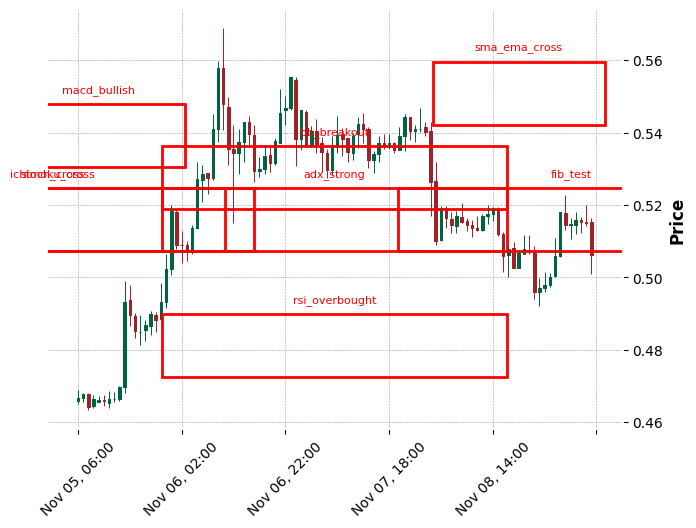 sma_ema_cross
macd_bullish
bb_breakout
stoch_cross
adx_strong
fib_test
rsi_overbought
0.56
0.54
0.52
0.50
0.48
0.46
Price
Nov 05, 06:00
Nov 06, 02:00
Nov 06, 22:00
Nov 07, 18:00
Nov 08, 14:00